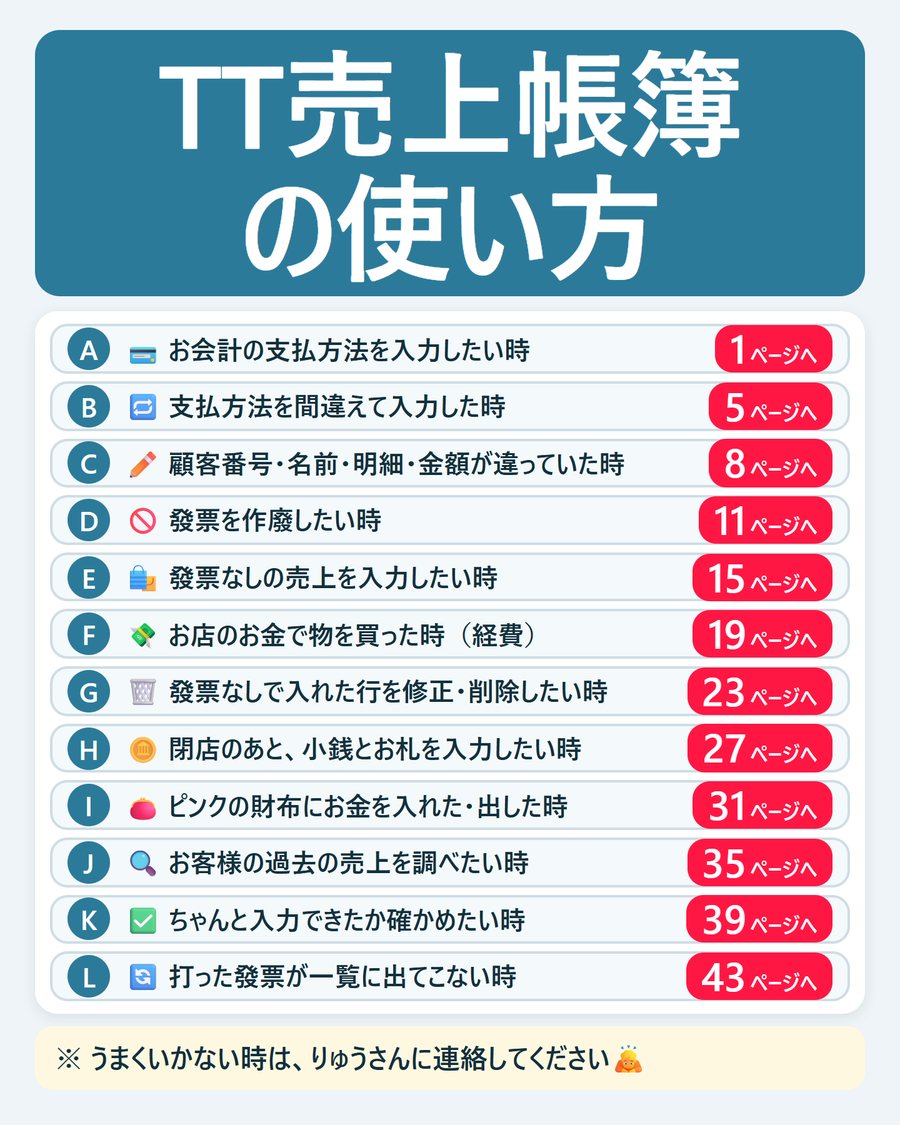 TT売上帳簿
の使い方
A 💳 お会計の支払方法を入力したい時 1ページへ
B 🔁 支払方法を間違えて入力した時 5ページへ
C ✏️ 顧客番号・名前・明細・金額が違っていた時 8ページへ
D 🚫 發票を作廢したい時 11ページへ
E 🛍️ 發票なしの売上を入力したい時 15ページへ
F 💸 お店のお金で物を買った時（経費） 19ページへ
G 🗑️ 發票なしで入れた行を修正・削除したい時 23ページへ
H 🪙 閉店のあと、小銭とお札を入力したい時 27ページへ
I 👛 ピンクの財布にお金を入れた・出した時 31ページへ
J 🔍 お客様の過去の売上を調べたい時 35ページへ
K ✅ ちゃんと入力できたか確かめたい時 39ページへ
L 🔄 打った發票が一覧に出てこない時 43ページへ
※ うまくいかない時は、りゅうさんに連絡してください🙇